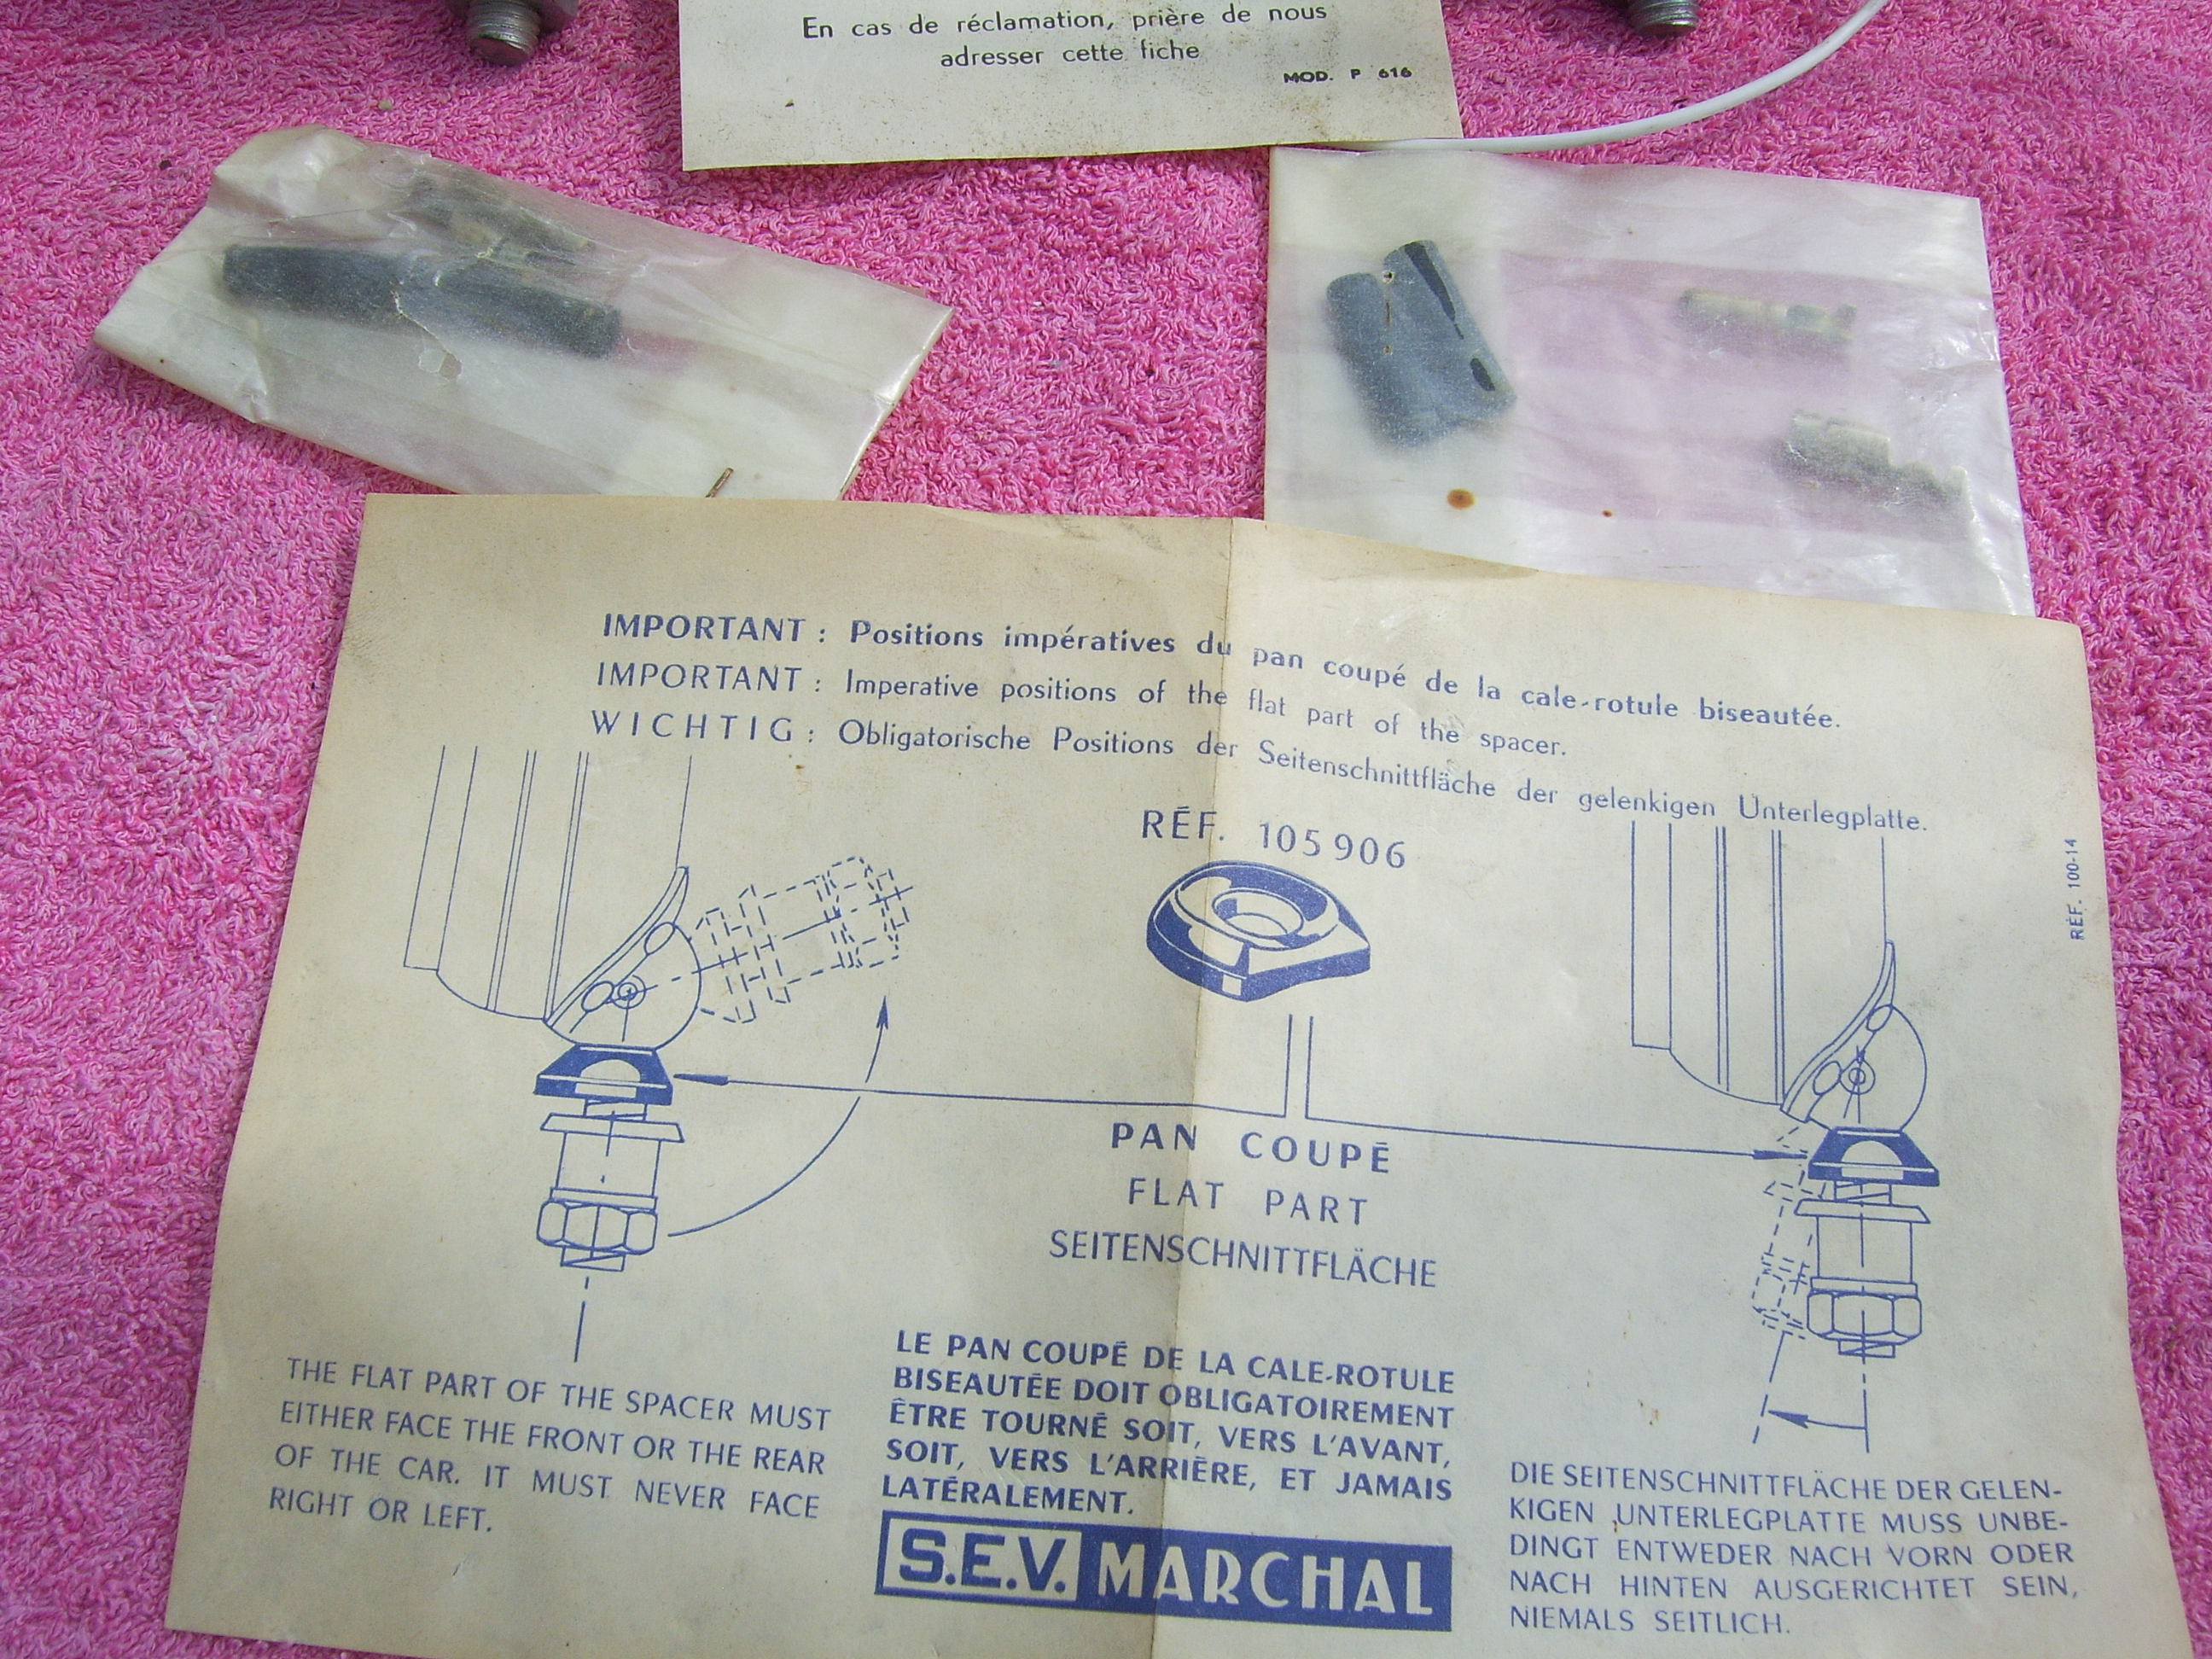 En cas de réclamation, prière de nous
adresser cette fiche
MOD. P 616
IMPORTANT : Positions impératives du pan coupé de la cale-rotule biseautée.
IMPORTANT : Imperative positions of the flat part of the spacer.
WICHTIG : Obligatorische Positions der Seitenschnittfläche der gelenkigen Unterlegplatte.
RÉF. 105 906
RÉF. 100-14
PAN COUPÉ
FLAT PART
SEITENSCHNITTFLÄCHE
THE FLAT PART OF THE SPACER MUST
EITHER FACE THE FRONT OR THE REAR
OF THE CAR. IT MUST NEVER FACE
RIGHT OR LEFT.
LE PAN COUPÉ DE LA CALE-ROTULE
BISEAUTÉE DOIT OBLIGATOIREMENT
ÊTRE TOURNÉ SOIT, VERS L'AVANT,
SOIT, VERS L'ARRIÈRE, ET JAMAIS
LATÉRALEMENT.
S.E.V. MARCHAL
DIE SEITENSCHNITTFLÄCHE DER GELEN-
KIGEN UNTERLEGPLATTE MUSS UNBE-
DINGT ENTWEDER NACH VORN ODER
NACH HINTEN AUSGERICHTET SEIN,
NIEMALS SEITLICH.